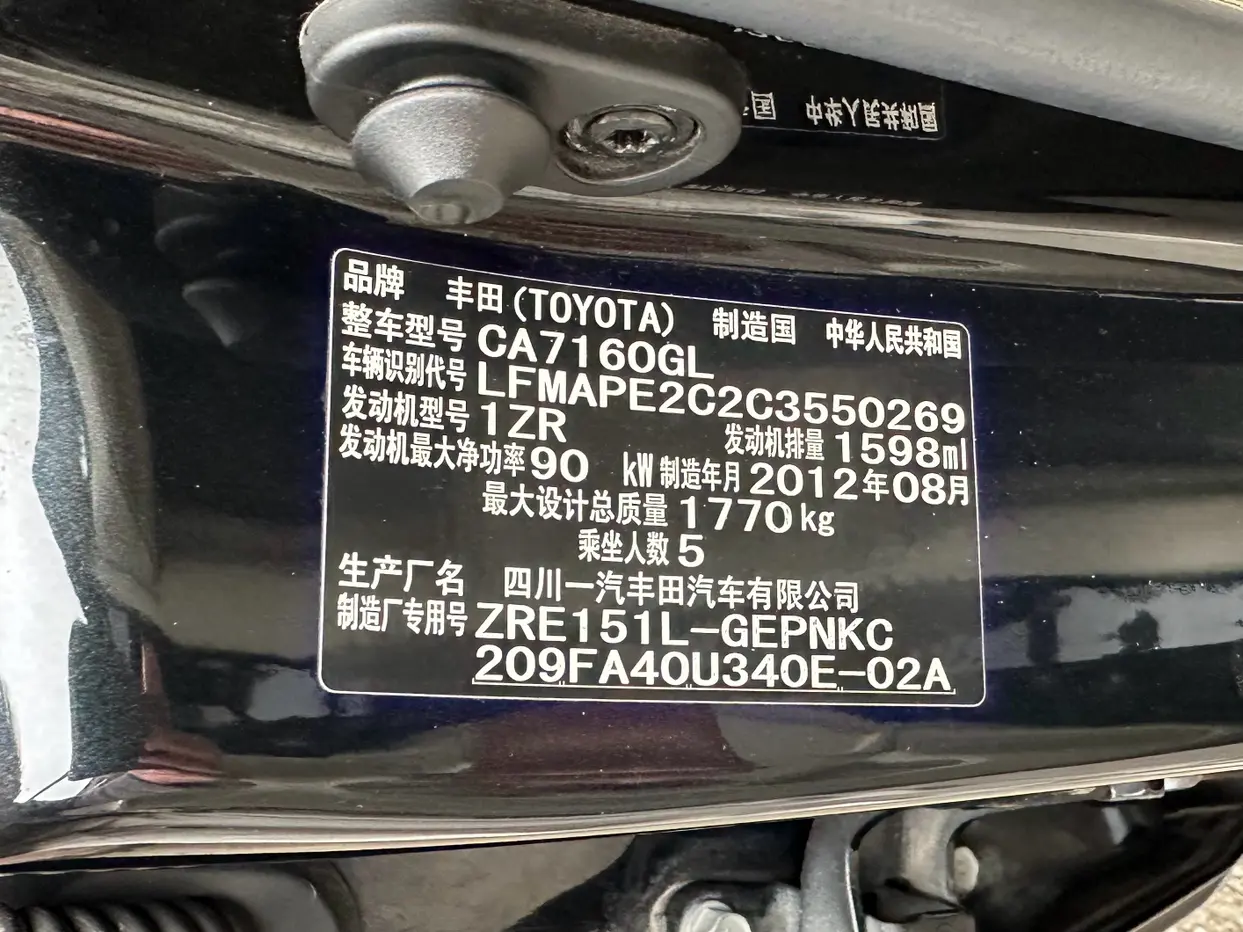 品牌 丰田(TOYOTA) 制造国 中华人民共和国
整车型号 CA7160GL
车辆识别代号 LFMAPE2C2C3550269
发动机型号 1ZR 发动机排量 1598ml
发动机最大净功率 90 kW 制造年月 2012年08月
最大设计总质量 1770kg
乘坐人数 5
生产厂名 四川一汽丰田汽车有限公司
制造厂专用号 ZRE151L-GEPNKC
209FA40U340E-02A